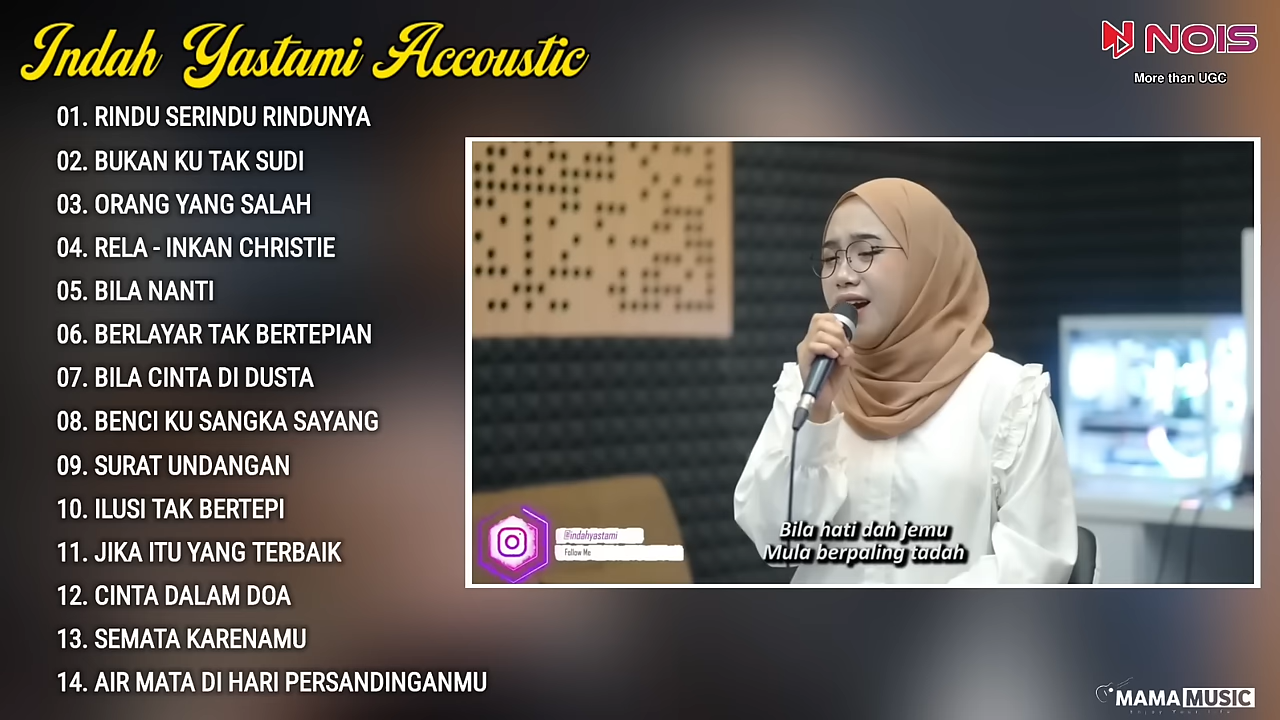 Indah Yastami Accoustic
NOIS
More than UGC
01. RINDU SERINDU RINDUNYA
02. BUKAN KU TAK SUDI
03. ORANG YANG SALAH
04. RELA - INKAN CHRISTIE
05. BILA NANTI
06. BERLAYAR TAK BERTEPIAN
07. BILA CINTA DI DUSTA
08. BENCI KU SANGKA SAYANG
09. SURAT UNDANGAN
10. ILUSI TAK BERTEPI
11. JIKA ITU YANG TERBAIK
12. CINTA DALAM DOA
13. SEMATA KARENAMU
14. AIR MATA DI HARI PERSANDINGANMU
@indahyastami
Follow Me
Bila hati dah jemu
Mula berpaling tadah
MAMA MUSIC